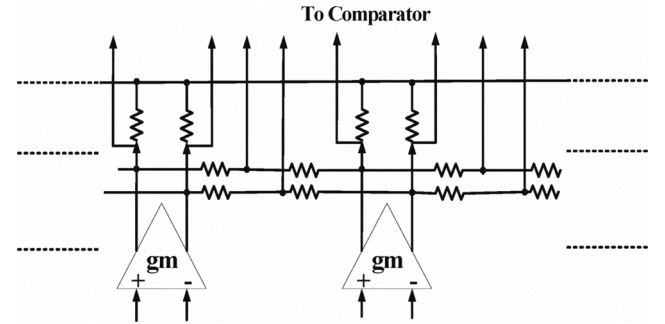 To Comparator
gm gm
+ - + -